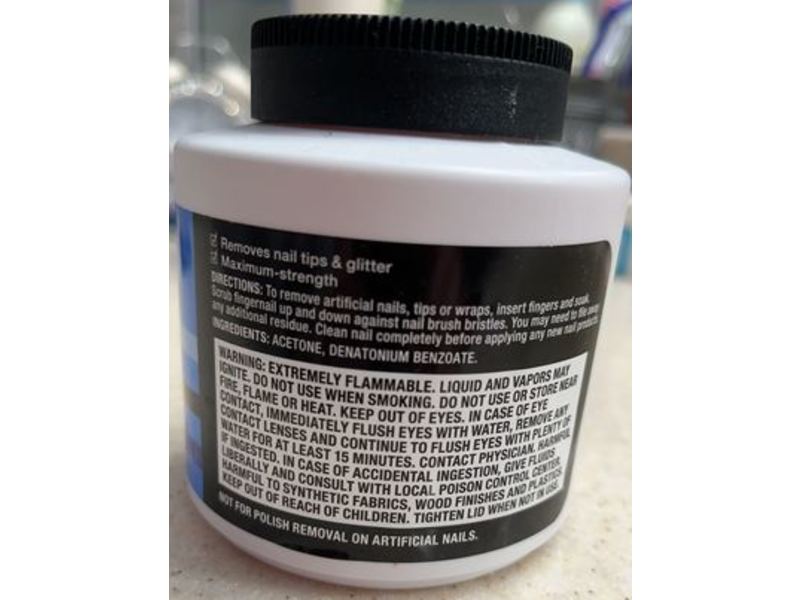 Removes nail tips & glitter
Maximum-strength
DIRECTIONS: To remove artificial nails, tips or wraps, insert fingers and soak.
Scrub fingernail up and down against nail brush bristles. You may need to file away
any additional residue. Clean nail completely before applying any new nail product.
INGREDIENTS: ACETONE, DENATONIUM BENZOATE.
WARNING: EXTREMELY FLAMMABLE. LIQUID AND VAPORS MAY
IGNITE. DO NOT USE WHEN SMOKING. DO NOT USE OR STORE NEAR
FIRE, FLAME OR HEAT. KEEP OUT OF EYES. IN CASE OF EYE
CONTACT, IMMEDIATELY FLUSH EYES WITH WATER, REMOVE ANY
CONTACT LENSES AND CONTINUE TO FLUSH EYES WITH PLENTY OF
WATER FOR AT LEAST 15 MINUTES. CONTACT PHYSICIAN. HARMFUL
IF INGESTED. IN CASE OF ACCIDENTAL INGESTION, GIVE FLUIDS
LIBERALLY AND CONSULT WITH LOCAL POISON CONTROL CENTER.
HARMFUL TO SYNTHETIC FABRICS, WOOD FINISHES AND PLASTICS.
KEEP OUT OF REACH OF CHILDREN. TIGHTEN LID WHEN NOT IN USE.
NOT FOR POLISH REMOVAL ON ARTIFICIAL NAILS.